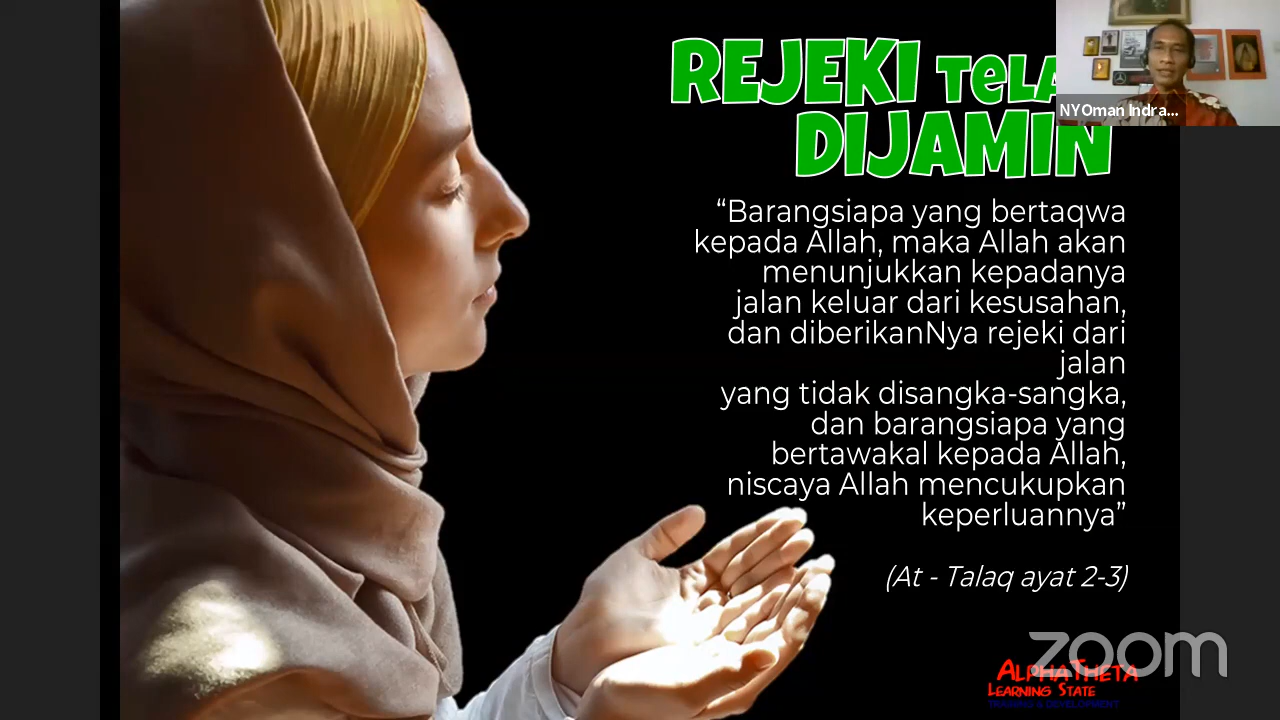 REJEKI TeLA
DIJAMIN
NYOman Indra...
“Barangsiapa yang bertaqwa
kepada Allah, maka Allah akan
menunjukkan kepadanya
jalan keluar dari kesusahan,
dan diberikanNya rejeki dari
jalan
yang tidak disangka-sangka,
dan barangsiapa yang
bertawakal kepada Allah,
niscaya Allah mencukupkan
keperluannya”
(At - Talaq ayat 2-3)
zoom
AlphaTheta
Learning State
TRAINING & DEVELOPMENT